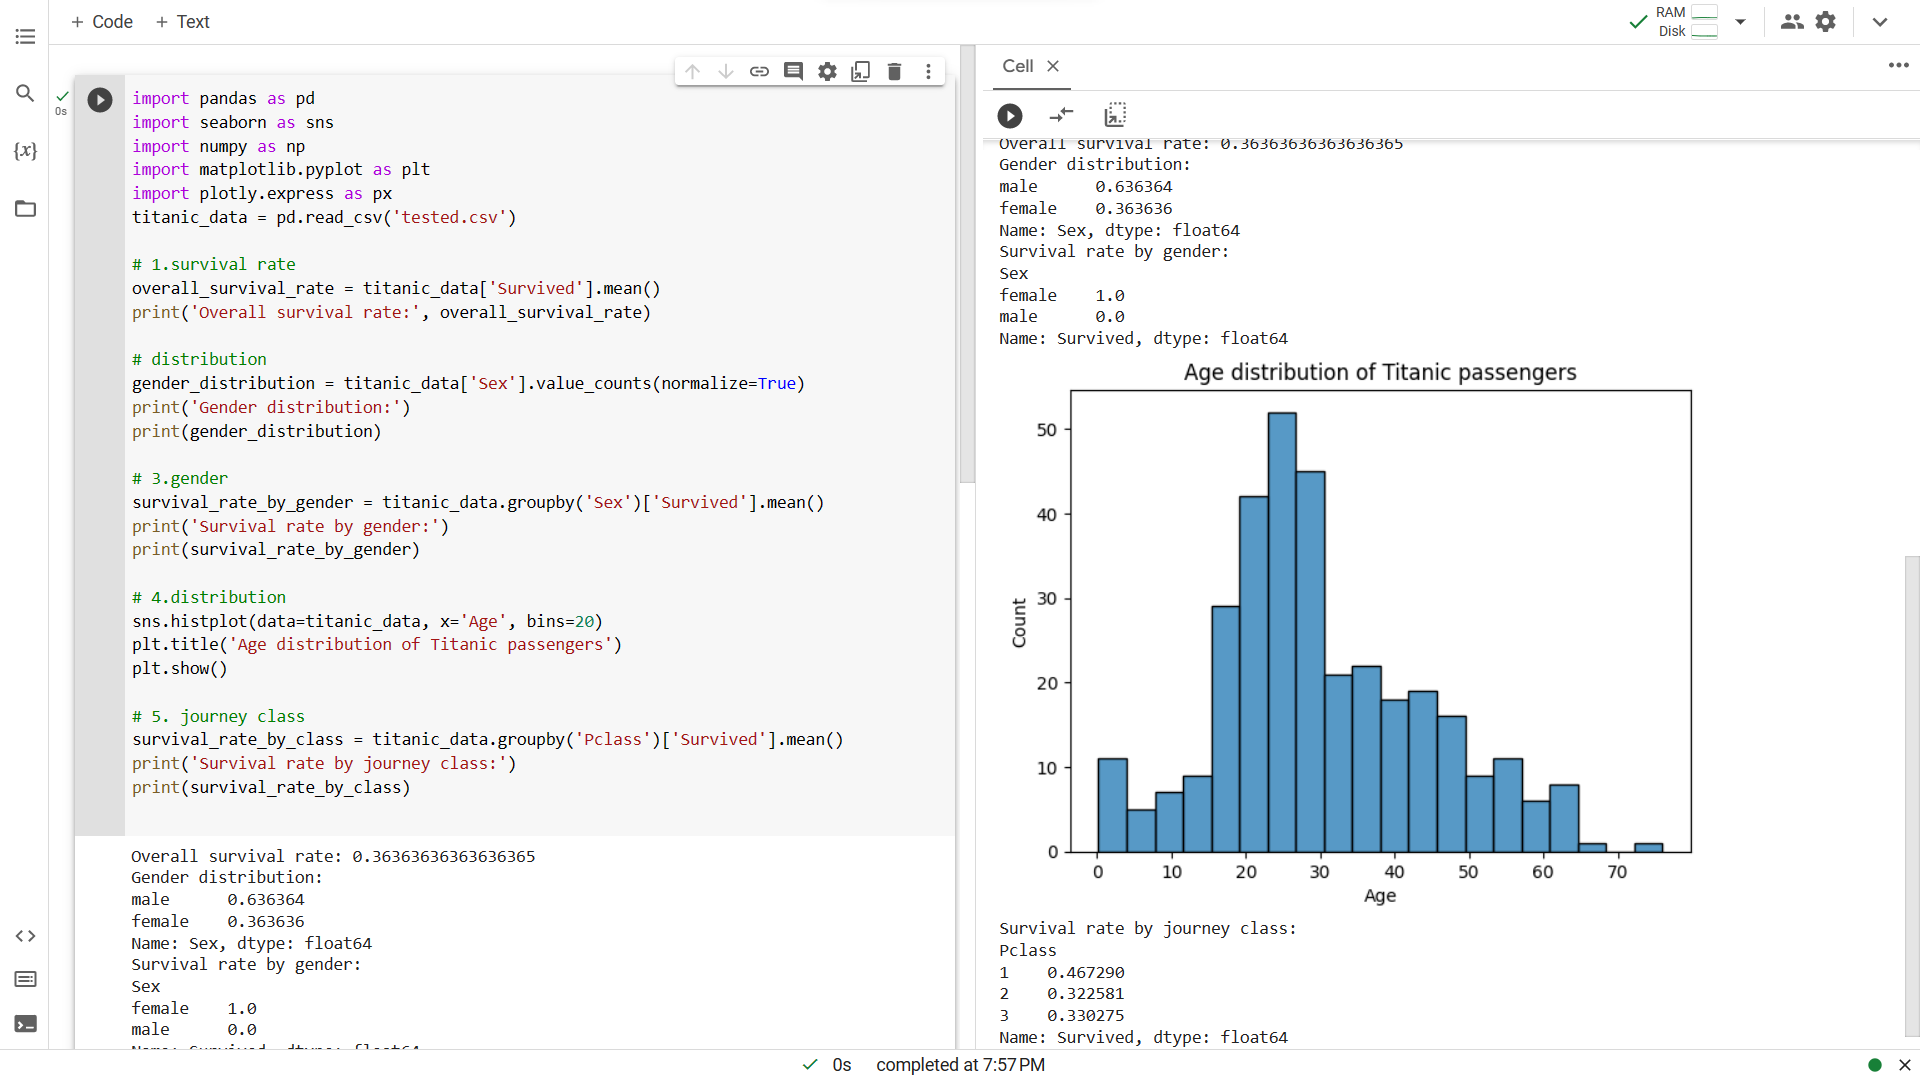 + Code + Text
RAM
Disk
{x}
0s
import pandas as pd
import seaborn as sns
import numpy as np
import matplotlib.pyplot as plt
import plotly.express as px
titanic_data = pd.read_csv('tested.csv')
# 1.survival rate
overall_survival_rate = titanic_data['Survived'].mean()
print('Overall survival rate:', overall_survival_rate)
# distribution
gender_distribution = titanic_data['Sex'].value_counts(normalize=True)
print('Gender distribution:')
print(gender_distribution)
# 3.gender
survival_rate_by_gender = titanic_data.groupby('Sex')['Survived'].mean()
print('Survival rate by gender:')
print(survival_rate_by_gender)
# 4.distribution
sns.histplot(data=titanic_data, x='Age', bins=20)
plt.title('Age distribution of Titanic passengers')
plt.show()
# 5. journey class
survival_rate_by_class = titanic_data.groupby('Pclass')['Survived'].mean()
print('Survival rate by journey class:')
print(survival_rate_by_class)
Overall survival rate: 0.36363636363636365
Gender distribution:
male 0.636364
female 0.363636
Name: Sex, dtype: float64
Survival rate by gender:
Sex
female 1.0
male 0.0
Name: Survived, dtype: float64
Cell
Overall survival rate: 0.36363636363636365
Gender distribution:
male 0.636364
female 0.363636
Name: Sex, dtype: float64
Survival rate by gender:
Sex
female 1.0
male 0.0
Name: Survived, dtype: float64
Age distribution of Titanic passengers
50
40
30
20
10
0
Count
0 10 20 30 40 50 60 70
Age
Survival rate by journey class:
Pclass
1 0.467290
2 0.322581
3 0.330275
Name: Survived, dtype: float64
0s completed at 7:57 PM